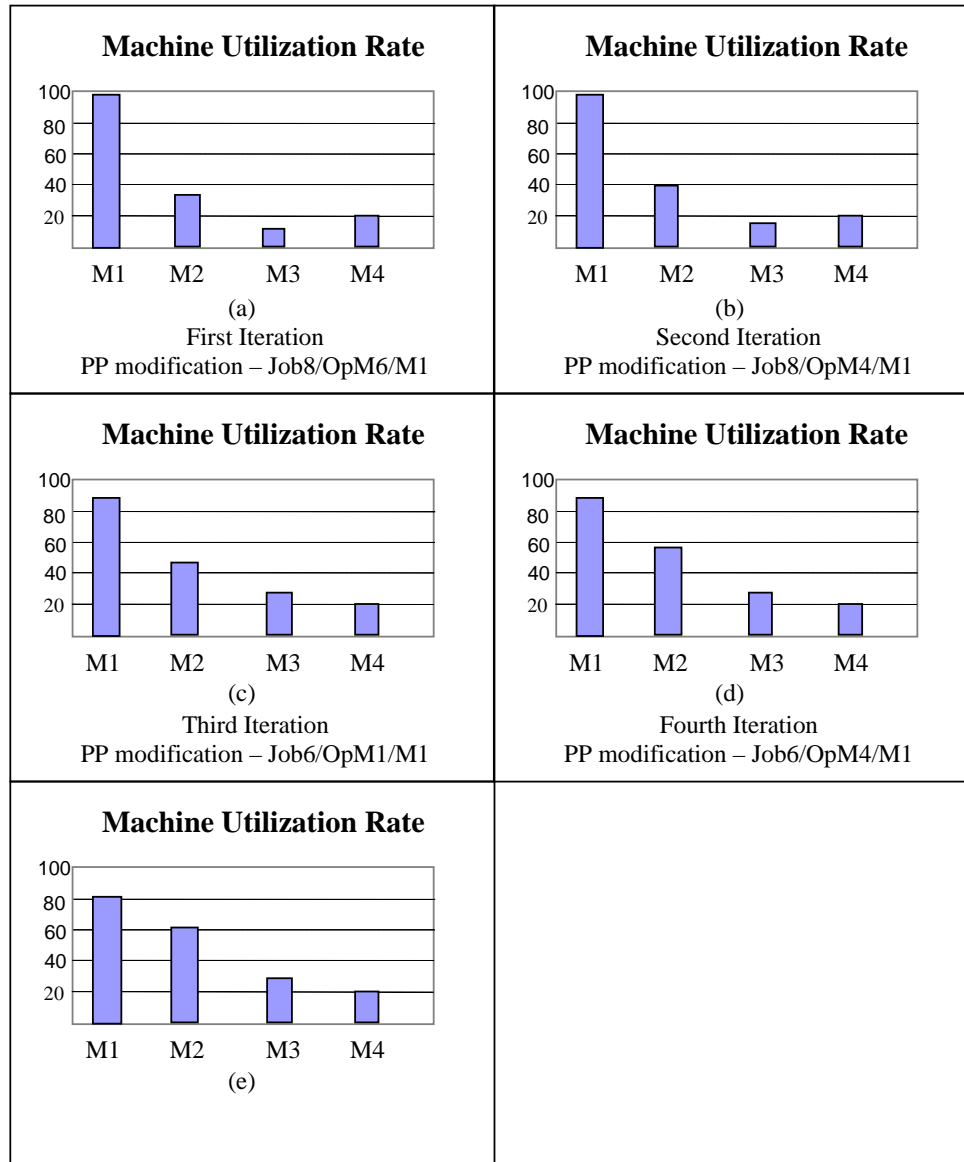 Machine Utilization Rate
100
80
60
40
20
M1 M2 M3 M4
(a)
First Iteration
PP modification – Job8/OpM6/M1
Machine Utilization Rate
100
80
60
40
20
M1 M2 M3 M4
(b)
Second Iteration
PP modification – Job8/OpM4/M1
Machine Utilization Rate
100
80
60
40
20
M1 M2 M3 M4
(c)
Third Iteration
PP modification – Job6/OpM1/M1
Machine Utilization Rate
100
80
60
40
20
M1 M2 M3 M4
(d)
Fourth Iteration
PP modification – Job6/OpM4/M1
Machine Utilization Rate
100
80
60
40
20
M1 M2 M3 M4
(e)